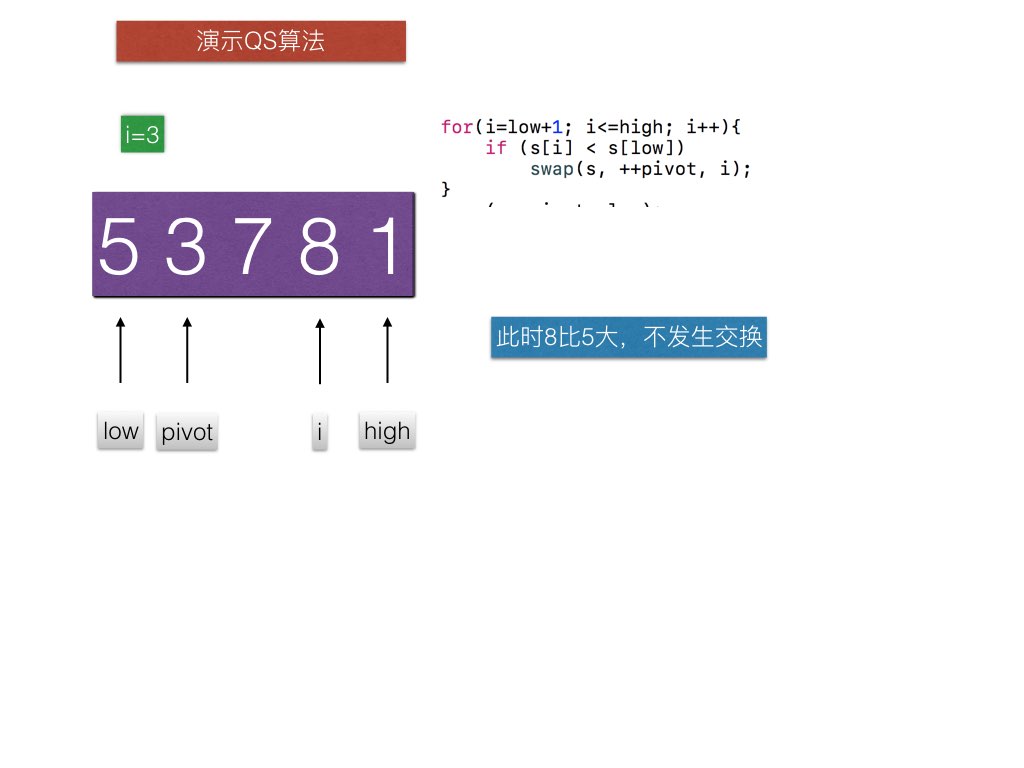 演示QS算法
i=3
for(i=low+1; i<=high; i++){
if (s[i] < s[low])
swap(s, ++pivot, i);
}
5 3 7 8 1
此时8比5大，不发生交换
low pivot i high